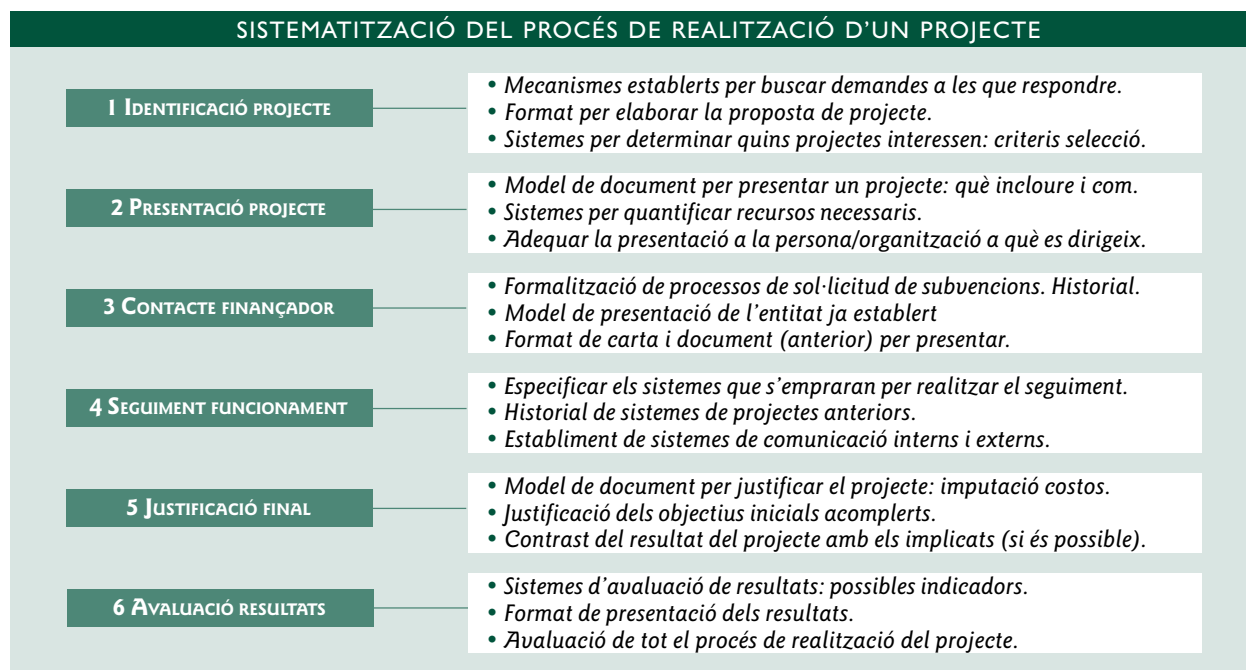 SISTEMATITZACIÓ DEL PROCÉS DE REALITZACIÓ D'UN PROJECTE
1 IDENTIFICACIÓ PROJECTE
• Mecanismes establerts per buscar demandes a les que respondre.
• Format per elaborar la proposta de projecte.
• Sistemes per determinar quins projectes interessen: criteris selecció.
2 PRESENTACIÓ PROJECTE
• Model de document per presentar un projecte: què incloure i com.
• Sistemes per quantificar recursos necessaris.
• Adequar la presentació a la persona/organització a què es dirigeix.
3 CONTACTE FINANÇADOR
• Formalització de processos de sol·licitud de subvencions. Historial.
• Model de presentació de l'entitat ja establert
• Format de carta i document (anterior) per presentar.
4 SEGUIMENT FUNCIONAMENT
• Especificar els sistemes que s'empraran per realitzar el seguiment.
• Historial de sistemes de projectes anteriors.
• Establiment de sistemes de comunicació interns i externs.
5 JUSTIFICACIÓ FINAL
• Model de document per justificar el projecte: imputació costos.
• Justificació dels objectius inicials acomplerts.
• Contrast del resultat del projecte amb els implicats (si és possible).
6 AVALUACIÓ RESULTATS
• Sistemes d'avaluació de resultats: possibles indicadors.
• Format de presentació dels resultats.
• Avaluació de tot el procés de realització del projecte.